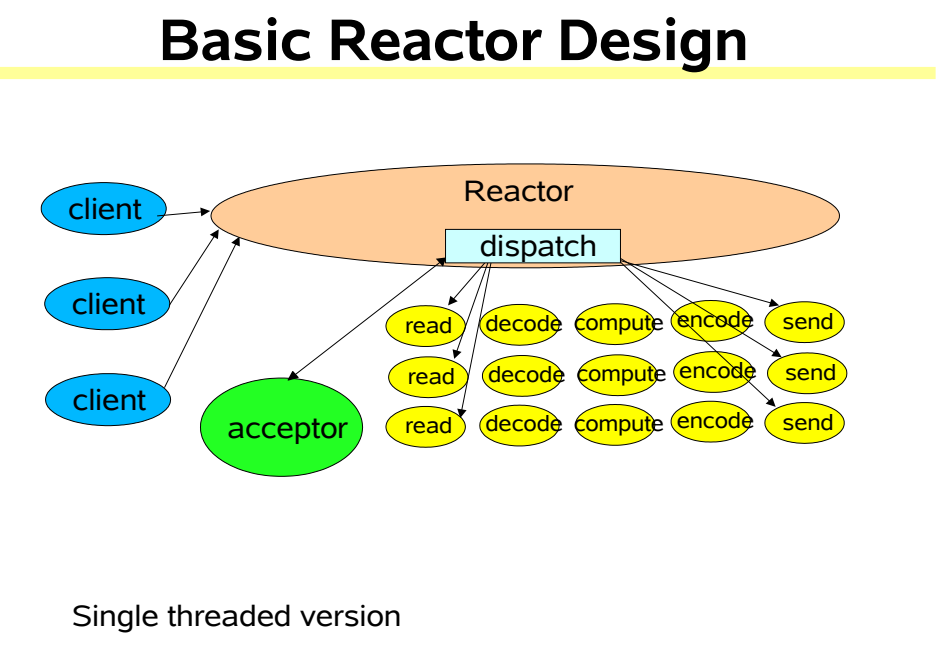 Basic Reactor Design
Reactor
client
dispatch
client
read decode compute encode send
read decode compute encode send
client
acceptor
read decode compute encode send
Single threaded version